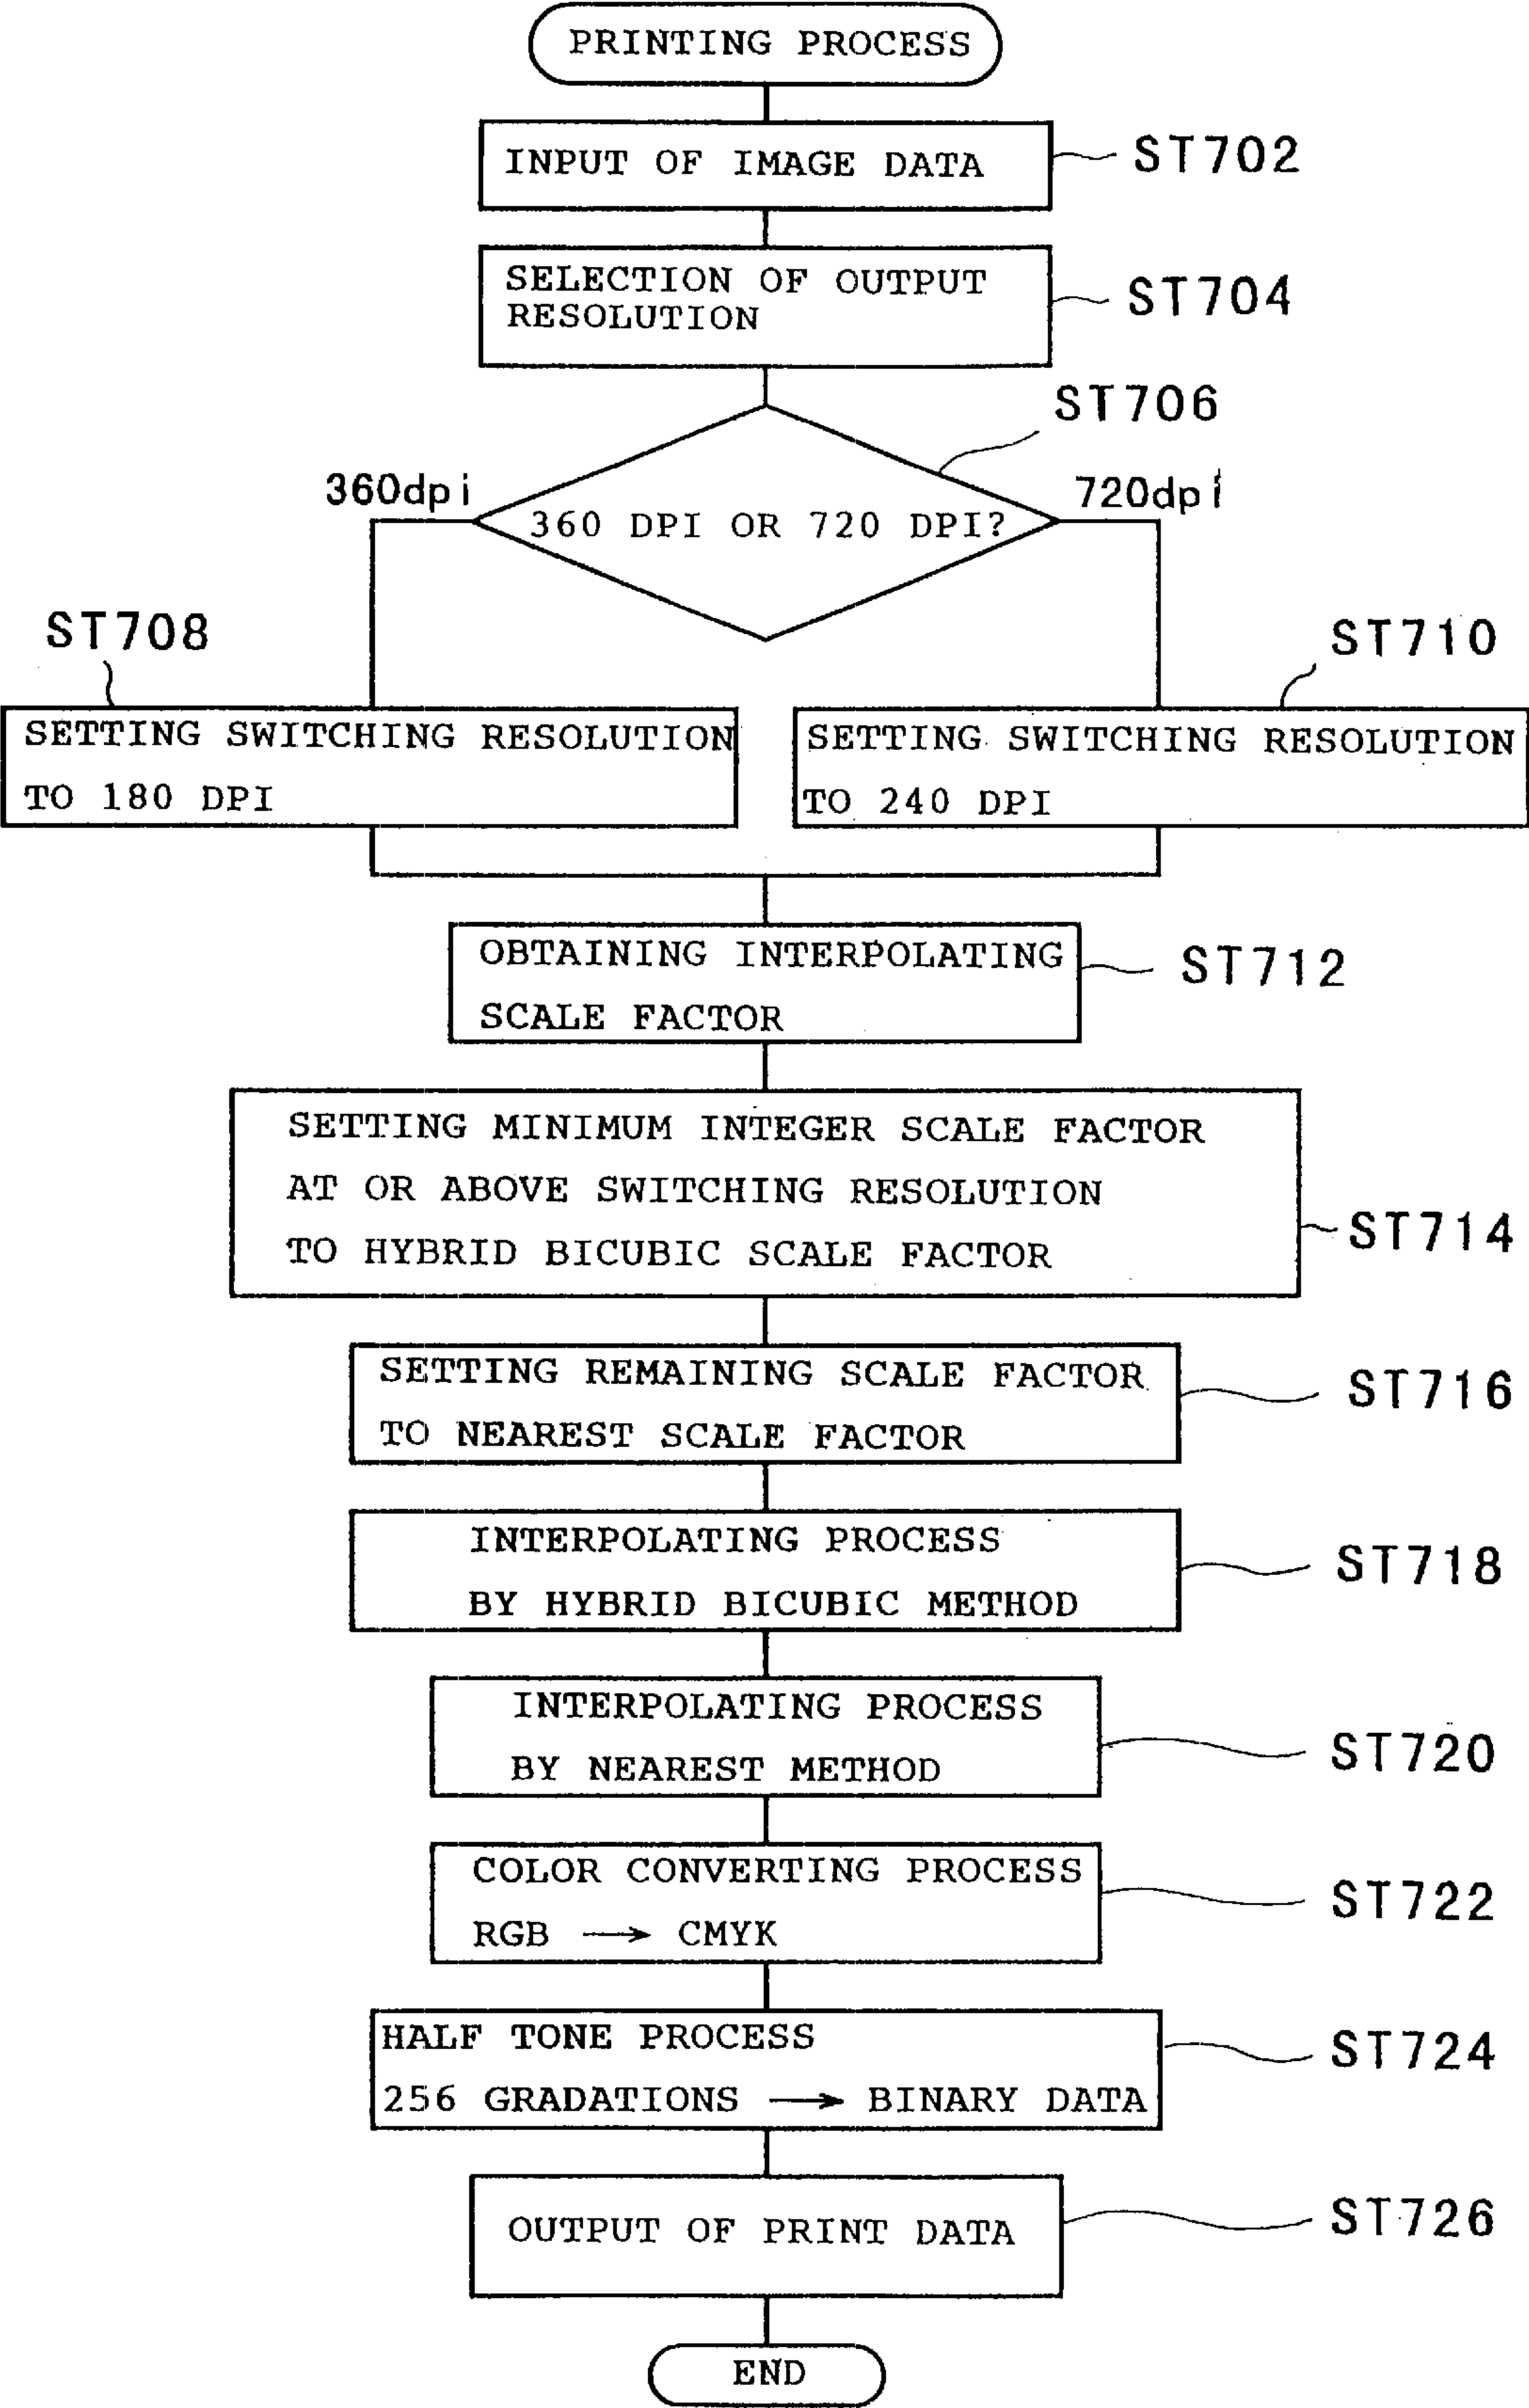 PRINTING PROCESS
INPUT OF IMAGE DATA
ST702
SELECTION OF OUTPUT
RESOLUTION
ST704
ST706
360dpi
720dpi
360 DPI OR 720 DPI?
ST708
ST710
SETTING SWITCHING RESOLUTION
TO 180 DPI
SETTING SWITCHING RESOLUTION
TO 240 DPI
OBTAINING INTERPOLATING
SCALE FACTOR
ST712
SETTING MINIMUM INTEGER SCALE FACTOR
AT OR ABOVE SWITCHING RESOLUTION
TO HYBRID BICUBIC SCALE FACTOR
ST714
SETTING REMAINING SCALE FACTOR
TO NEAREST SCALE FACTOR
ST716
INTERPOLATING PROCESS
BY HYBRID BICUBIC METHOD
ST718
INTERPOLATING PROCESS
BY NEAREST METHOD
ST720
COLOR CONVERTING PROCESS
RGB → CMYK
ST722
HALF TONE PROCESS
256 GRADATIONS → BINARY DATA
ST724
OUTPUT OF PRINT DATA
ST726
END